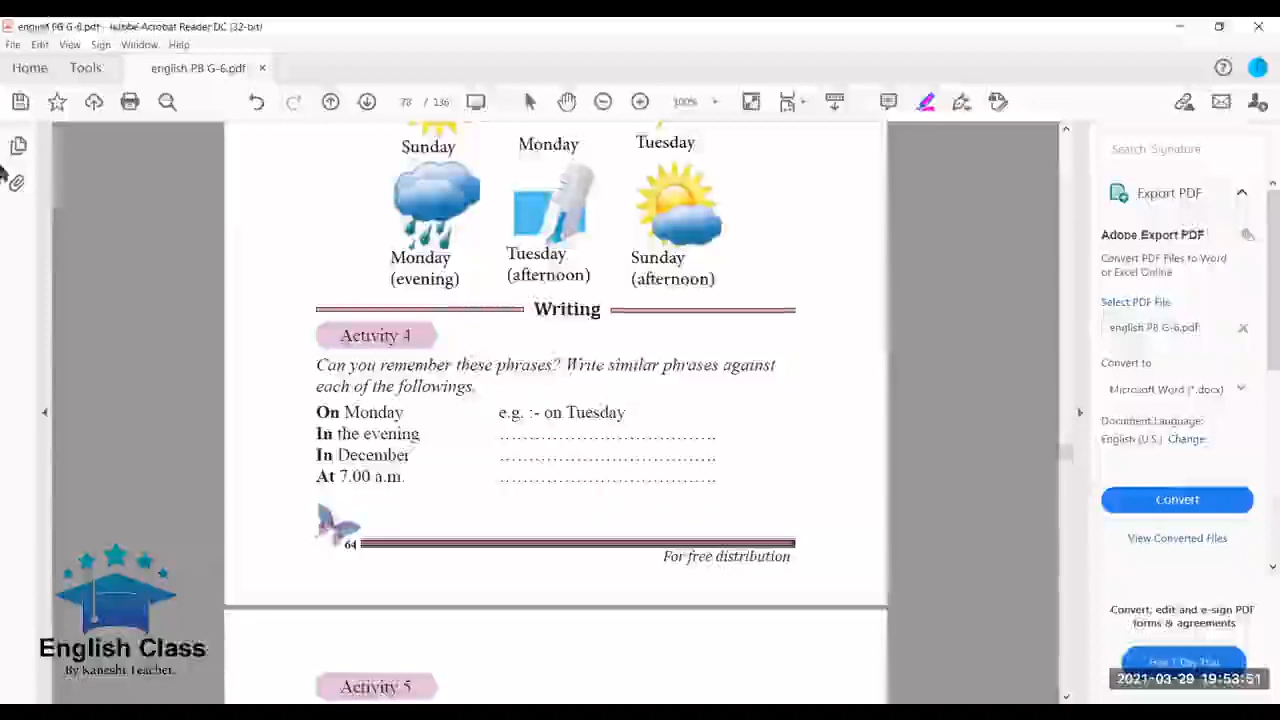 english PB G-6.pdf - Adobe Acrobat Reader DC (32-bit)
File Edit View Sign Window Help
Home Tools english PB G-6.pdf ×
78 / 136 100%
Sunday Monday Tuesday
Monday (evening)
Tuesday (afternoon)
Sunday (afternoon)
Writing
Activity 4
Can you remember these phrases? Write similar phrases against
each of the followings.
On Monday e.g. :- on Tuesday
In the evening ....................................
In December ....................................
At 7.00 a.m. ....................................
64
For free distribution
Activity 5
Search 'Signature'
Export PDF
Adobe Export PDF
Convert PDF Files to Word
or Excel Online
Select PDF File
english PB G-6.pdf
Convert to
Microsoft Word (*.docx)
Document Language:
English (U.S.) Change
Convert
View Converted Files
Convert, edit and e-sign PDF
forms & agreements
Free 7-Day Trial
English Class
By Kaneshi Teacher.
2021-03-29 19:53:51